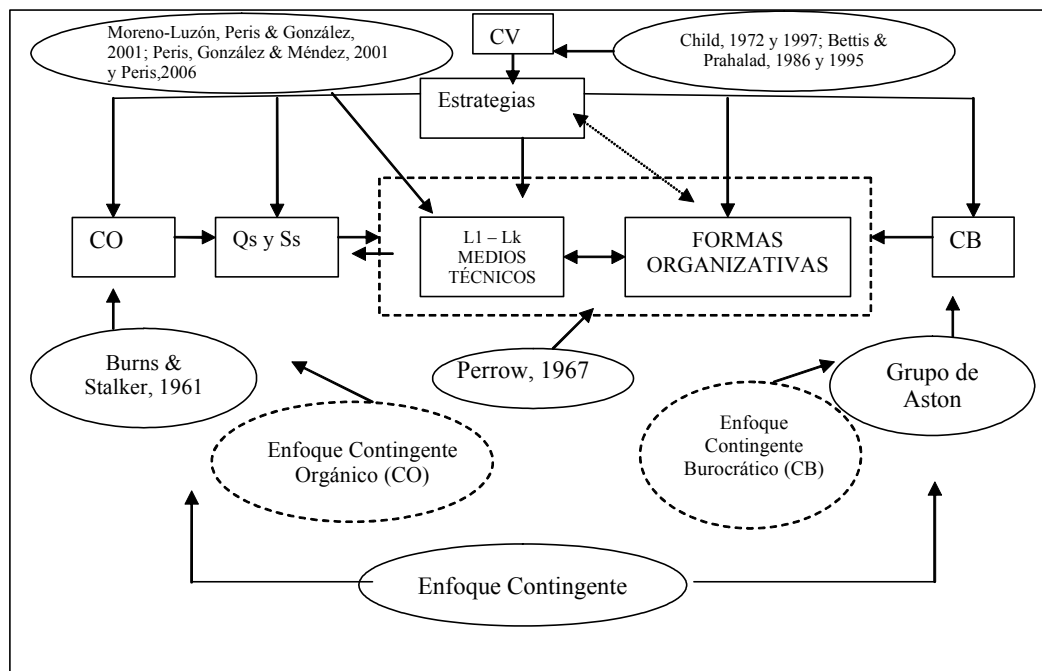 Moreno-Luzón, Peris & González,
2001; Peris, González & Méndez, 2001
y Peris,2006
CV
Child, 1972 y 1997; Bettis &
Prahalad, 1986 y 1995
Estrategias
CO
Qs y Ss
L1 – Lk
MEDIOS
TÉCNICOS
FORMAS
ORGANIZATIVAS
CB
Burns &
Stalker, 1961
Perrow, 1967
Grupo de
Aston
Enfoque Contingente
Orgánico (CO)
Enfoque
Contingente
Burocrático (CB)
Enfoque Contingente